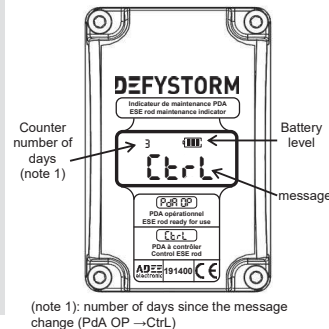 DEFYSTORM
Indicateur de maintenance PDA
ESE rod maintenance indicator
Counter
number of
days
(note 1)
3
Battery
level
CtrL
message
PdA OP
PDA opérationnel
ESE rod ready for use
CtrL
PDA à contrôler
Control ESE rod
ADEE
electronic
191400
CE
(note 1): number of days since the message
change (PdA OP →CtrL)